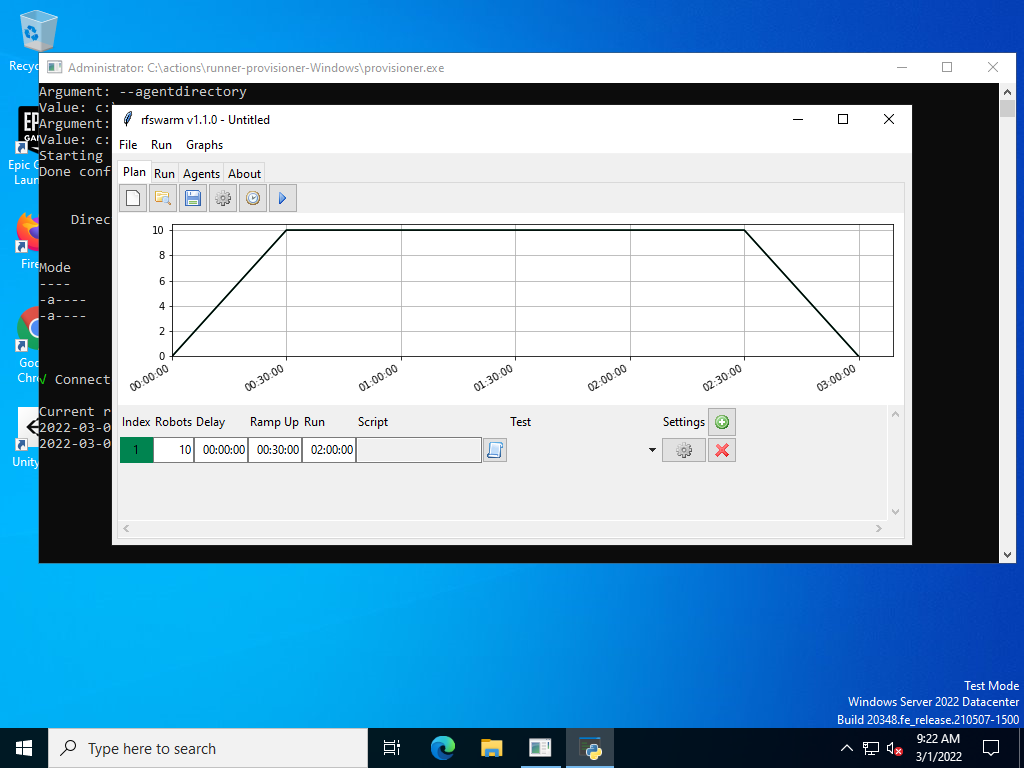 Recyc
Administrator: C:\actions\runner-provisioner-Windows\provisioner.exe
Argument: --agentdirectory
Value: c:\
Argument:
Value: c:
Starting
Done conf
Direc
Mode
----
-a----
-a----
√ Connect
Current r
2022-03-0
2022-03-0
EP
GA
Epic G
Laun
Fire
Goo
Chro
Unity
rfswarm v1.1.0 - Untitled
File Run Graphs
Plan Run Agents About
10
8
6
4
2
0
00:00:00 00:30:00 01:00:00 01:30:00 02:00:00 02:30:00 03:00:00
Index Robots Delay Ramp Up Run Script Test Settings
1 10 00:00:00 00:30:00 02:00:00
Test Mode
Windows Server 2022 Datacenter
Build 20348.fe_release.210507-1500
Type here to search
9:22 AM
3/1/2022